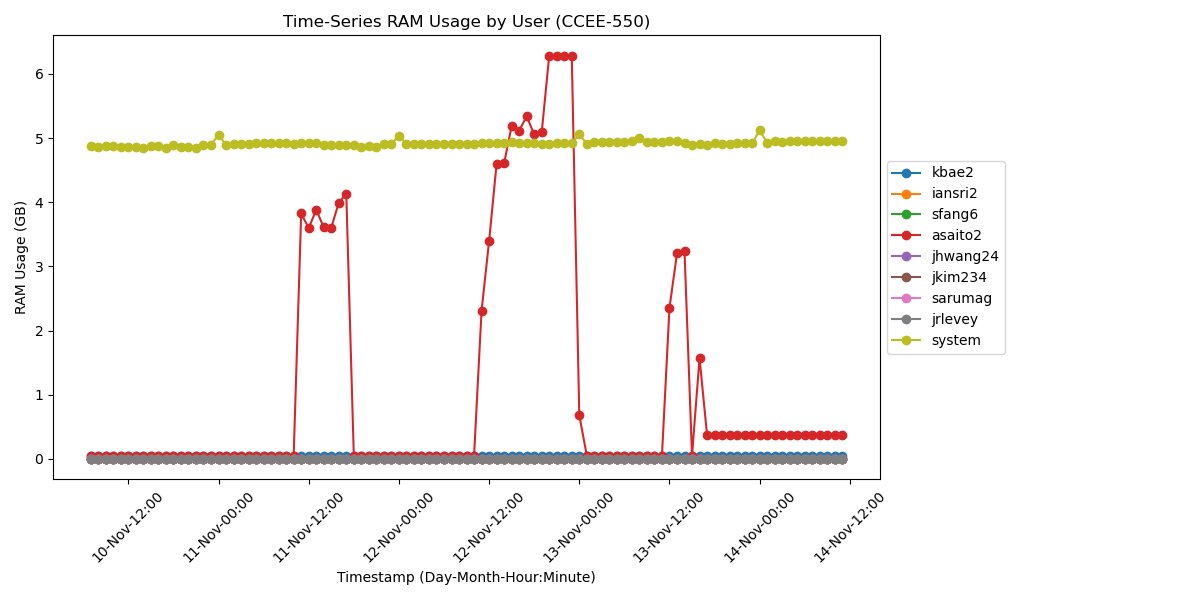 Time-Series RAM Usage by User (CCEE-550)
RAM Usage (GB)
6
5
4
3
2
1
0
10-Nov-12:00
11-Nov-00:00
11-Nov-12:00
12-Nov-00:00
12-Nov-12:00
13-Nov-00:00
13-Nov-12:00
14-Nov-00:00
14-Nov-12:00
Timestamp (Day-Month-Hour:Minute)
kbae2
iansri2
sfang6
asaito2
jhwang24
jkim234
sarumag
jrlevey
system